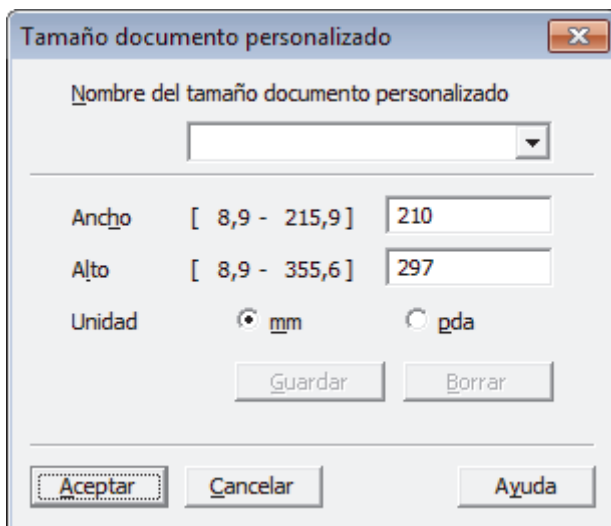 Tamaño documento personalizado
Nombre del tamaño documento personalizado
Ancho [ 8,9 - 215,9 ] 210
Alto [ 8,9 - 355,6 ] 297
Unidad mm pda
Guardar Borrar
Aceptar Cancelar Ayuda